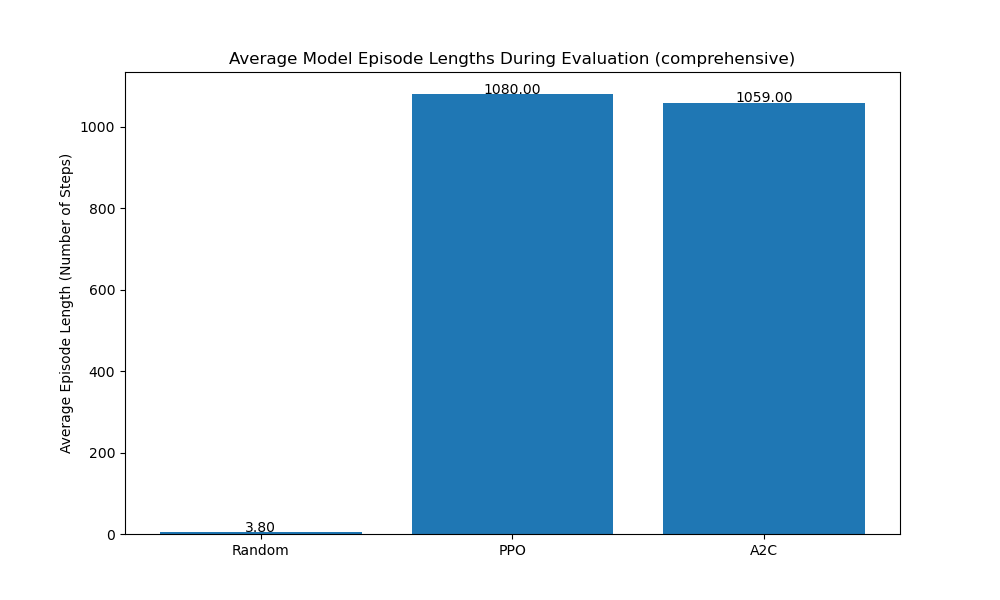 Average Model Episode Lengths During Evaluation (comprehensive)
Average Episode Length (Number of Steps)
1000
800
600
400
200
0
3.80
1080.00
1059.00
Random
PPO
A2C